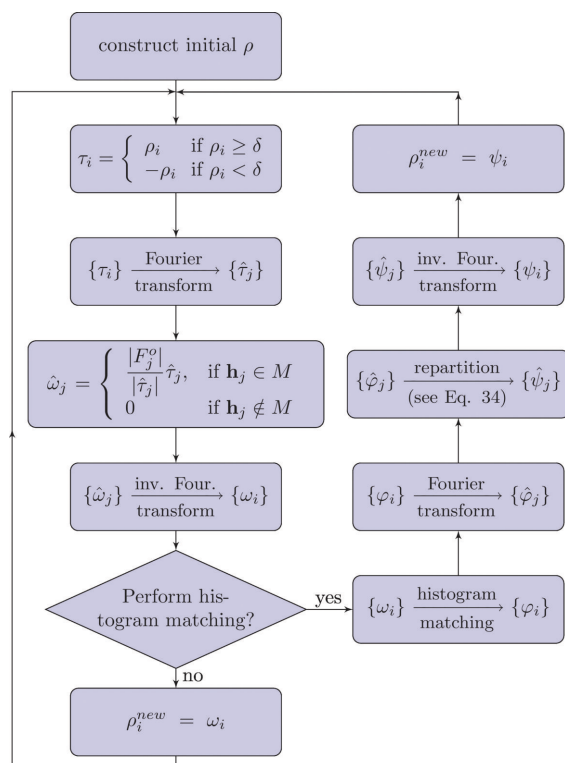 construct initial ρ
τ_i = { ρ_i if ρ_i ≥ δ
−ρ_i if ρ_i < δ
{τ_i} Fourier transform → {τ̂_j}
ω̂_j = { |F_j^o| / |τ̂_j| τ̂_j, if h_j ∈ M
0 if h_j ∉ M
{ω̂_j} inv. Four. transform → {ω_i}
Perform his-
togram matching?
yes
no
ρ_i^new = ω_i
{ω_i} histogram matching → {φ_i}
{φ_i} Fourier transform → {φ̂_j}
{φ̂_j} repartition (see Eq. 34) → {ψ̂_j}
{ψ̂_j} inv. Four. transform → {ψ_i}
ρ_i^new = ψ_i